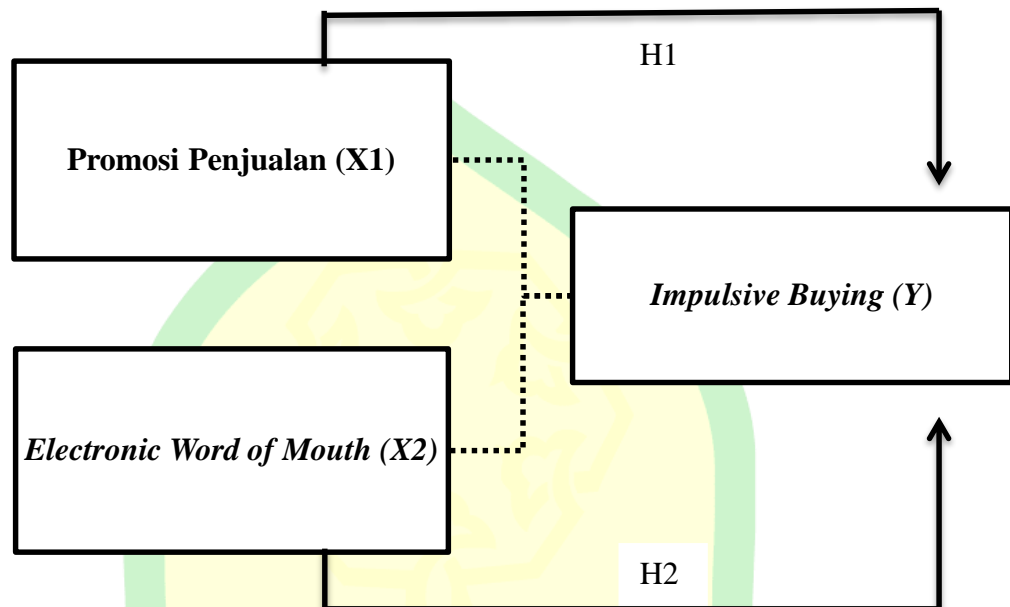 H1
Promosi Penjualan (X1)
Impulsive Buying (Y)
Electronic Word of Mouth (X2)
H2